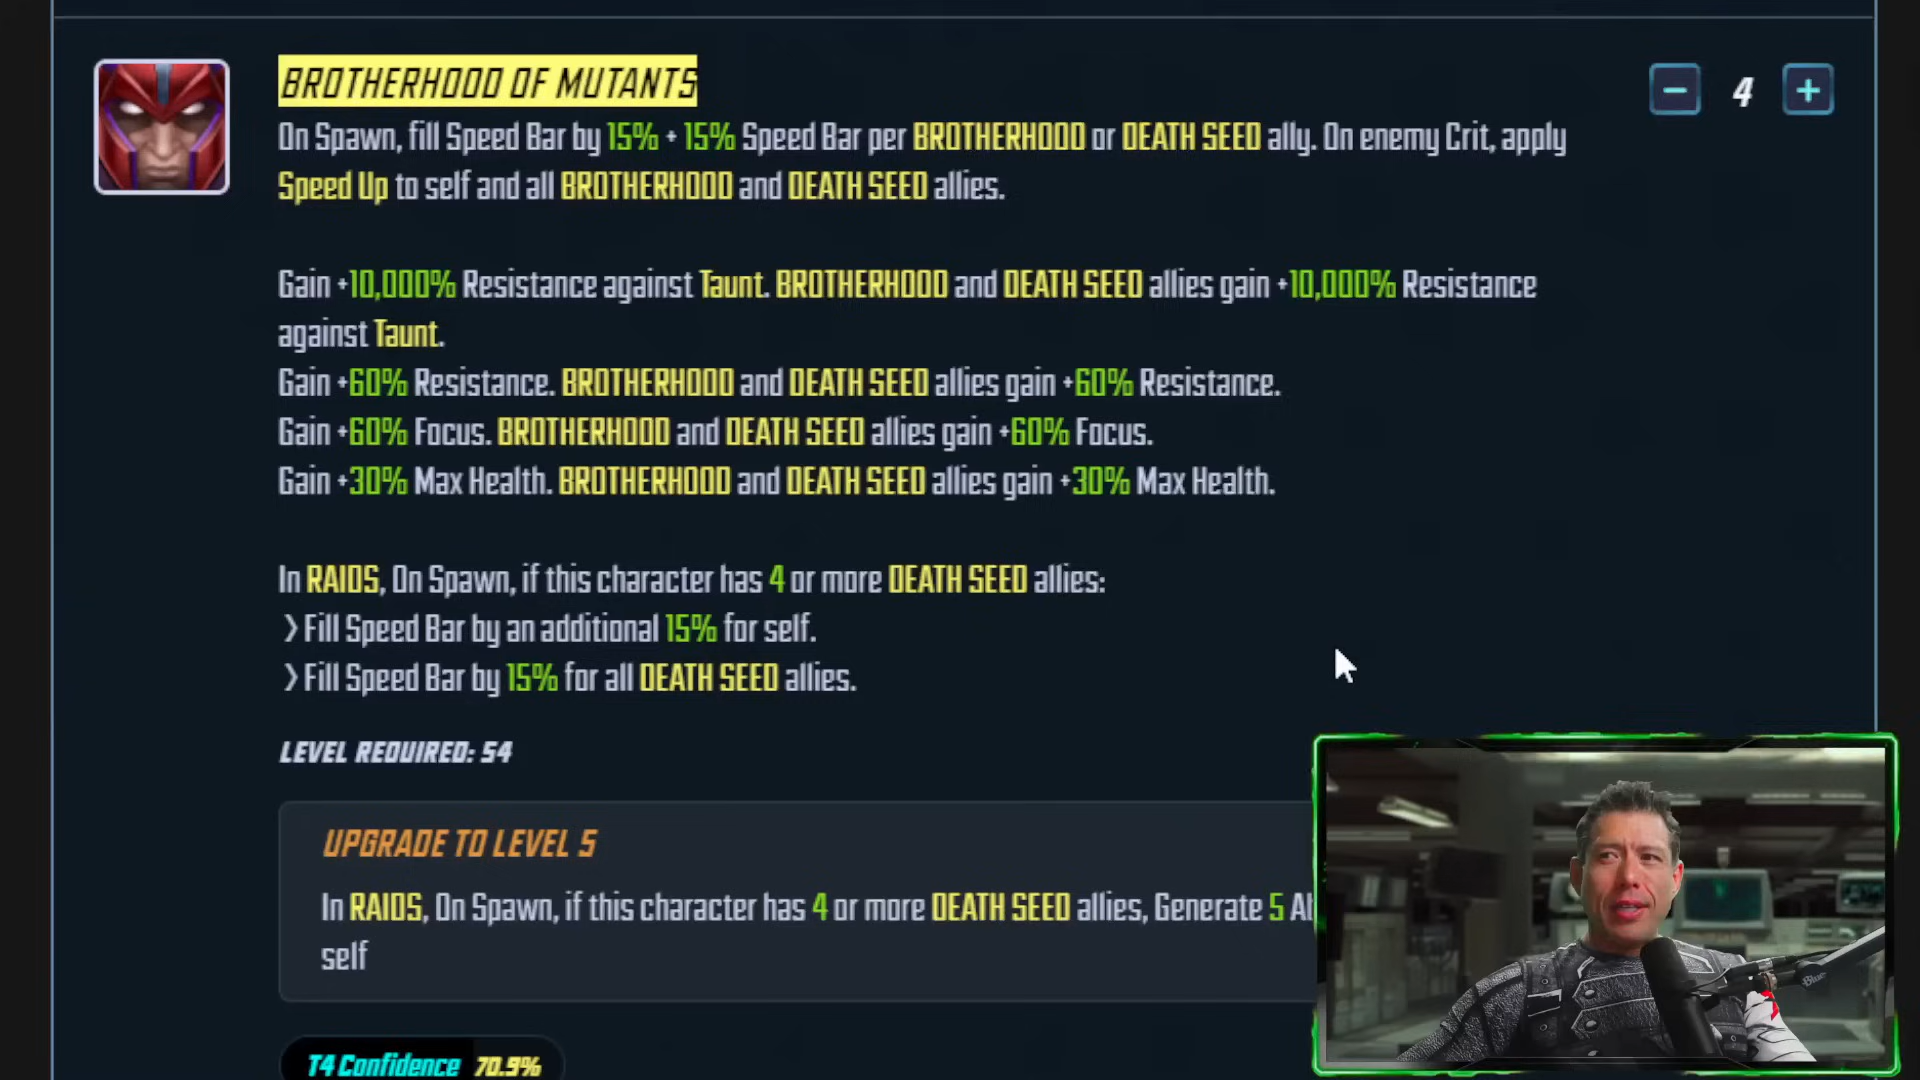 BROTHERHOOD OF MUTANTS
4
On Spawn, fill Speed Bar by 15% + 15% Speed Bar per BROTHERHOOD or DEATH SEED ally. On enemy Crit, apply
Speed Up to self and all BROTHERHOOD and DEATH SEED allies.
Gain +10,000% Resistance against Taunt. BROTHERHOOD and DEATH SEED allies gain +10,000% Resistance
against Taunt.
Gain +60% Resistance. BROTHERHOOD and DEATH SEED allies gain +60% Resistance.
Gain +60% Focus. BROTHERHOOD and DEATH SEED allies gain +60% Focus.
Gain +30% Max Health. BROTHERHOOD and DEATH SEED allies gain +30% Max Health.
In RAIDS, On Spawn, if this character has 4 or more DEATH SEED allies:
❯ Fill Speed Bar by an additional 15% for self.
❯ Fill Speed Bar by 15% for all DEATH SEED allies.
LEVEL REQUIRED: 54
UPGRADE TO LEVEL 5
In RAIDS, On Spawn, if this character has 4 or more DEATH SEED allies, Generate 5
self
T4 Confidence 70.9%